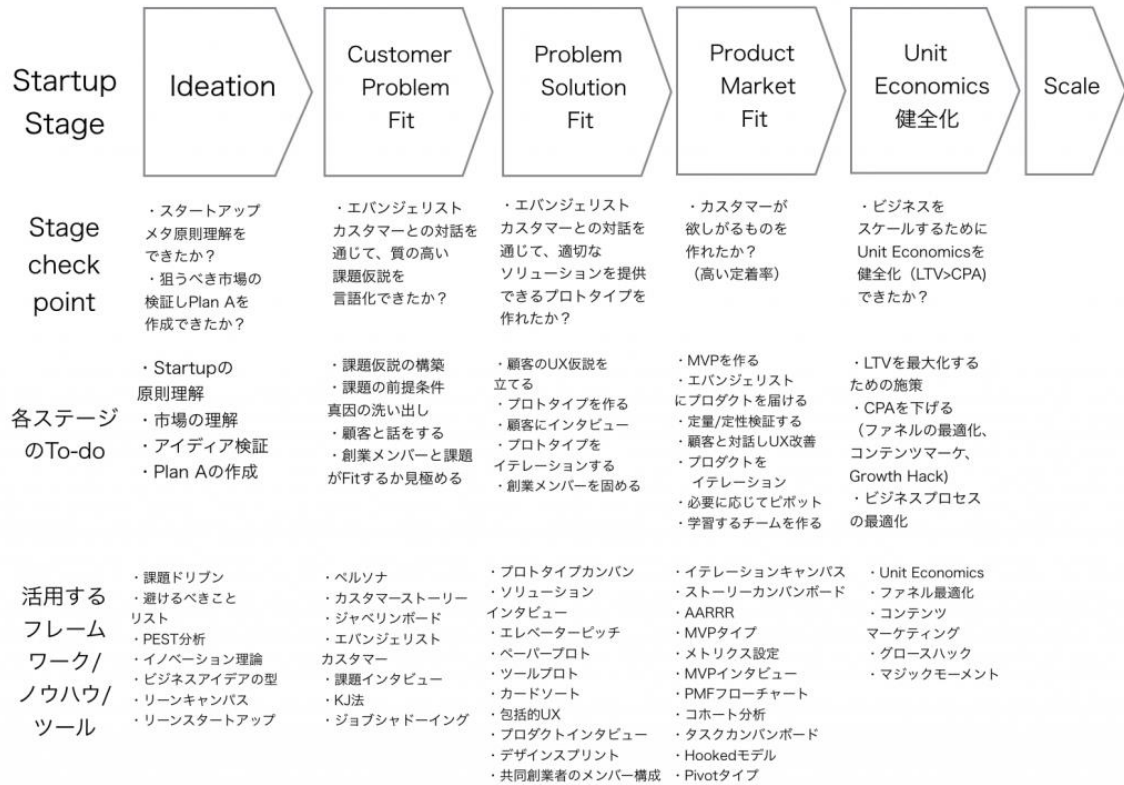 Startup
Stage
Ideation
Customer
Problem
Fit
Problem
Solution
Fit
Product
Market
Fit
Unit
Economics
健全化
Scale
Stage
check
point
・スタートアップ
メタ原則理解を
できたか？
・狙うべき市場の
検証しPlan Aを
作成できたか？
・エバンジェリスト
カスタマーとの対話を
通じて、質の高い
課題仮説を
言語化できたか？
・エバンジェリスト
カスタマーとの対話を
通じて、適切な
ソリューションを提供
できるプロトタイプを
作れたか？
・カスタマーが
欲しがるものを
作れたか？
（高い定着率）
・ビジネスを
スケールするために
Unit Economicsを
健全化（LTV>CPA)
できたか？
各ステージ
のTo-do
・Startupの
原則理解
・市場の理解
・アイディア検証
・Plan Aの作成
・課題仮説の構築
・課題の前提条件
真因の洗い出し
・顧客と話をする
・創業メンバーと課題
がFitするか見極める
・顧客のUX仮説を
立てる
・プロトタイプを作る
・顧客にインタビュー
・プロトタイプを
イテレーションする
・創業メンバーを固める
・MVPを作る
・エバンジェリスト
にプロダクトを届ける
・定量/定性検証する
・顧客と対話しUX改善
・プロダクトを
イテレーション
・必要に応じてピボット
・学習するチームを作る
・LTVを最大化する
ための施策
・CPAを下げる
（ファネルの最適化、
コンテンツマーケ、
Growth Hack)
・ビジネスプロセス
の最適化
活用する
フレーム
ワーク/
ノウハウ/
ツール
・課題ドリブン
・避けるべきこと
リスト
・PEST分析
・イノベーション理論
・ビジネスアイデアの型
・リーンキャンバス
・リーンスタートアップ
・ペルソナ
・カスタマーストーリー
・ジャベリンボード
・エバンジェリスト
カスタマー
・課題インタビュー
・KJ法
・ジョブシャドーイング
・プロトタイプカンバン
・ソリューション
インタビュー
・エレベーターピッチ
・ペーパープロト
・ツールプロト
・カードソート
・包括的UX
・プロダクトインタビュー
・デザインスプリント
・共同創業者のメンバー構成
・イテレーションキャンバス
・ストーリーカンバンボード
・AARRR
・MVPタイプ
・メトリクス設定
・MVPインタビュー
・PMFフローチャート
・コホート分析
・タスクカンバンボード
・Hookedモデル
・Pivotタイプ
・Unit Economics
・ファネル最適化
・コンテンツ
マーケティング
・グロースハック
・マジックモーメント